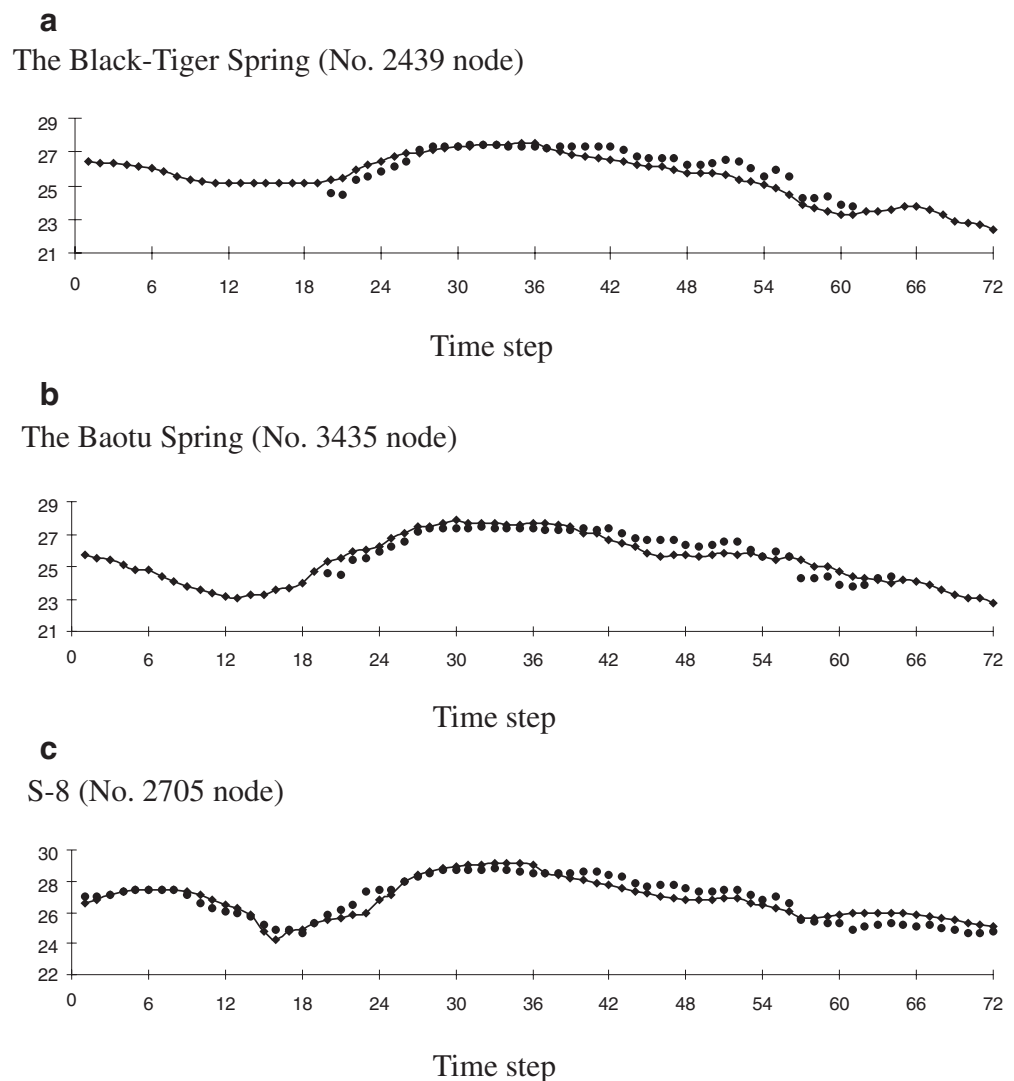 a
The Black-Tiger Spring (No. 2439 node)
29
27
25
23
21
0 6 12 18 24 30 36 42 48 54 60 66 72
Time step
b
The Baotu Spring (No. 3435 node)
29
27
25
23
21
0 6 12 18 24 30 36 42 48 54 60 66 72
Time step
c
S-8 (No. 2705 node)
30
28
26
24
22
0 6 12 18 24 30 36 42 48 54 60 66 72
Time step